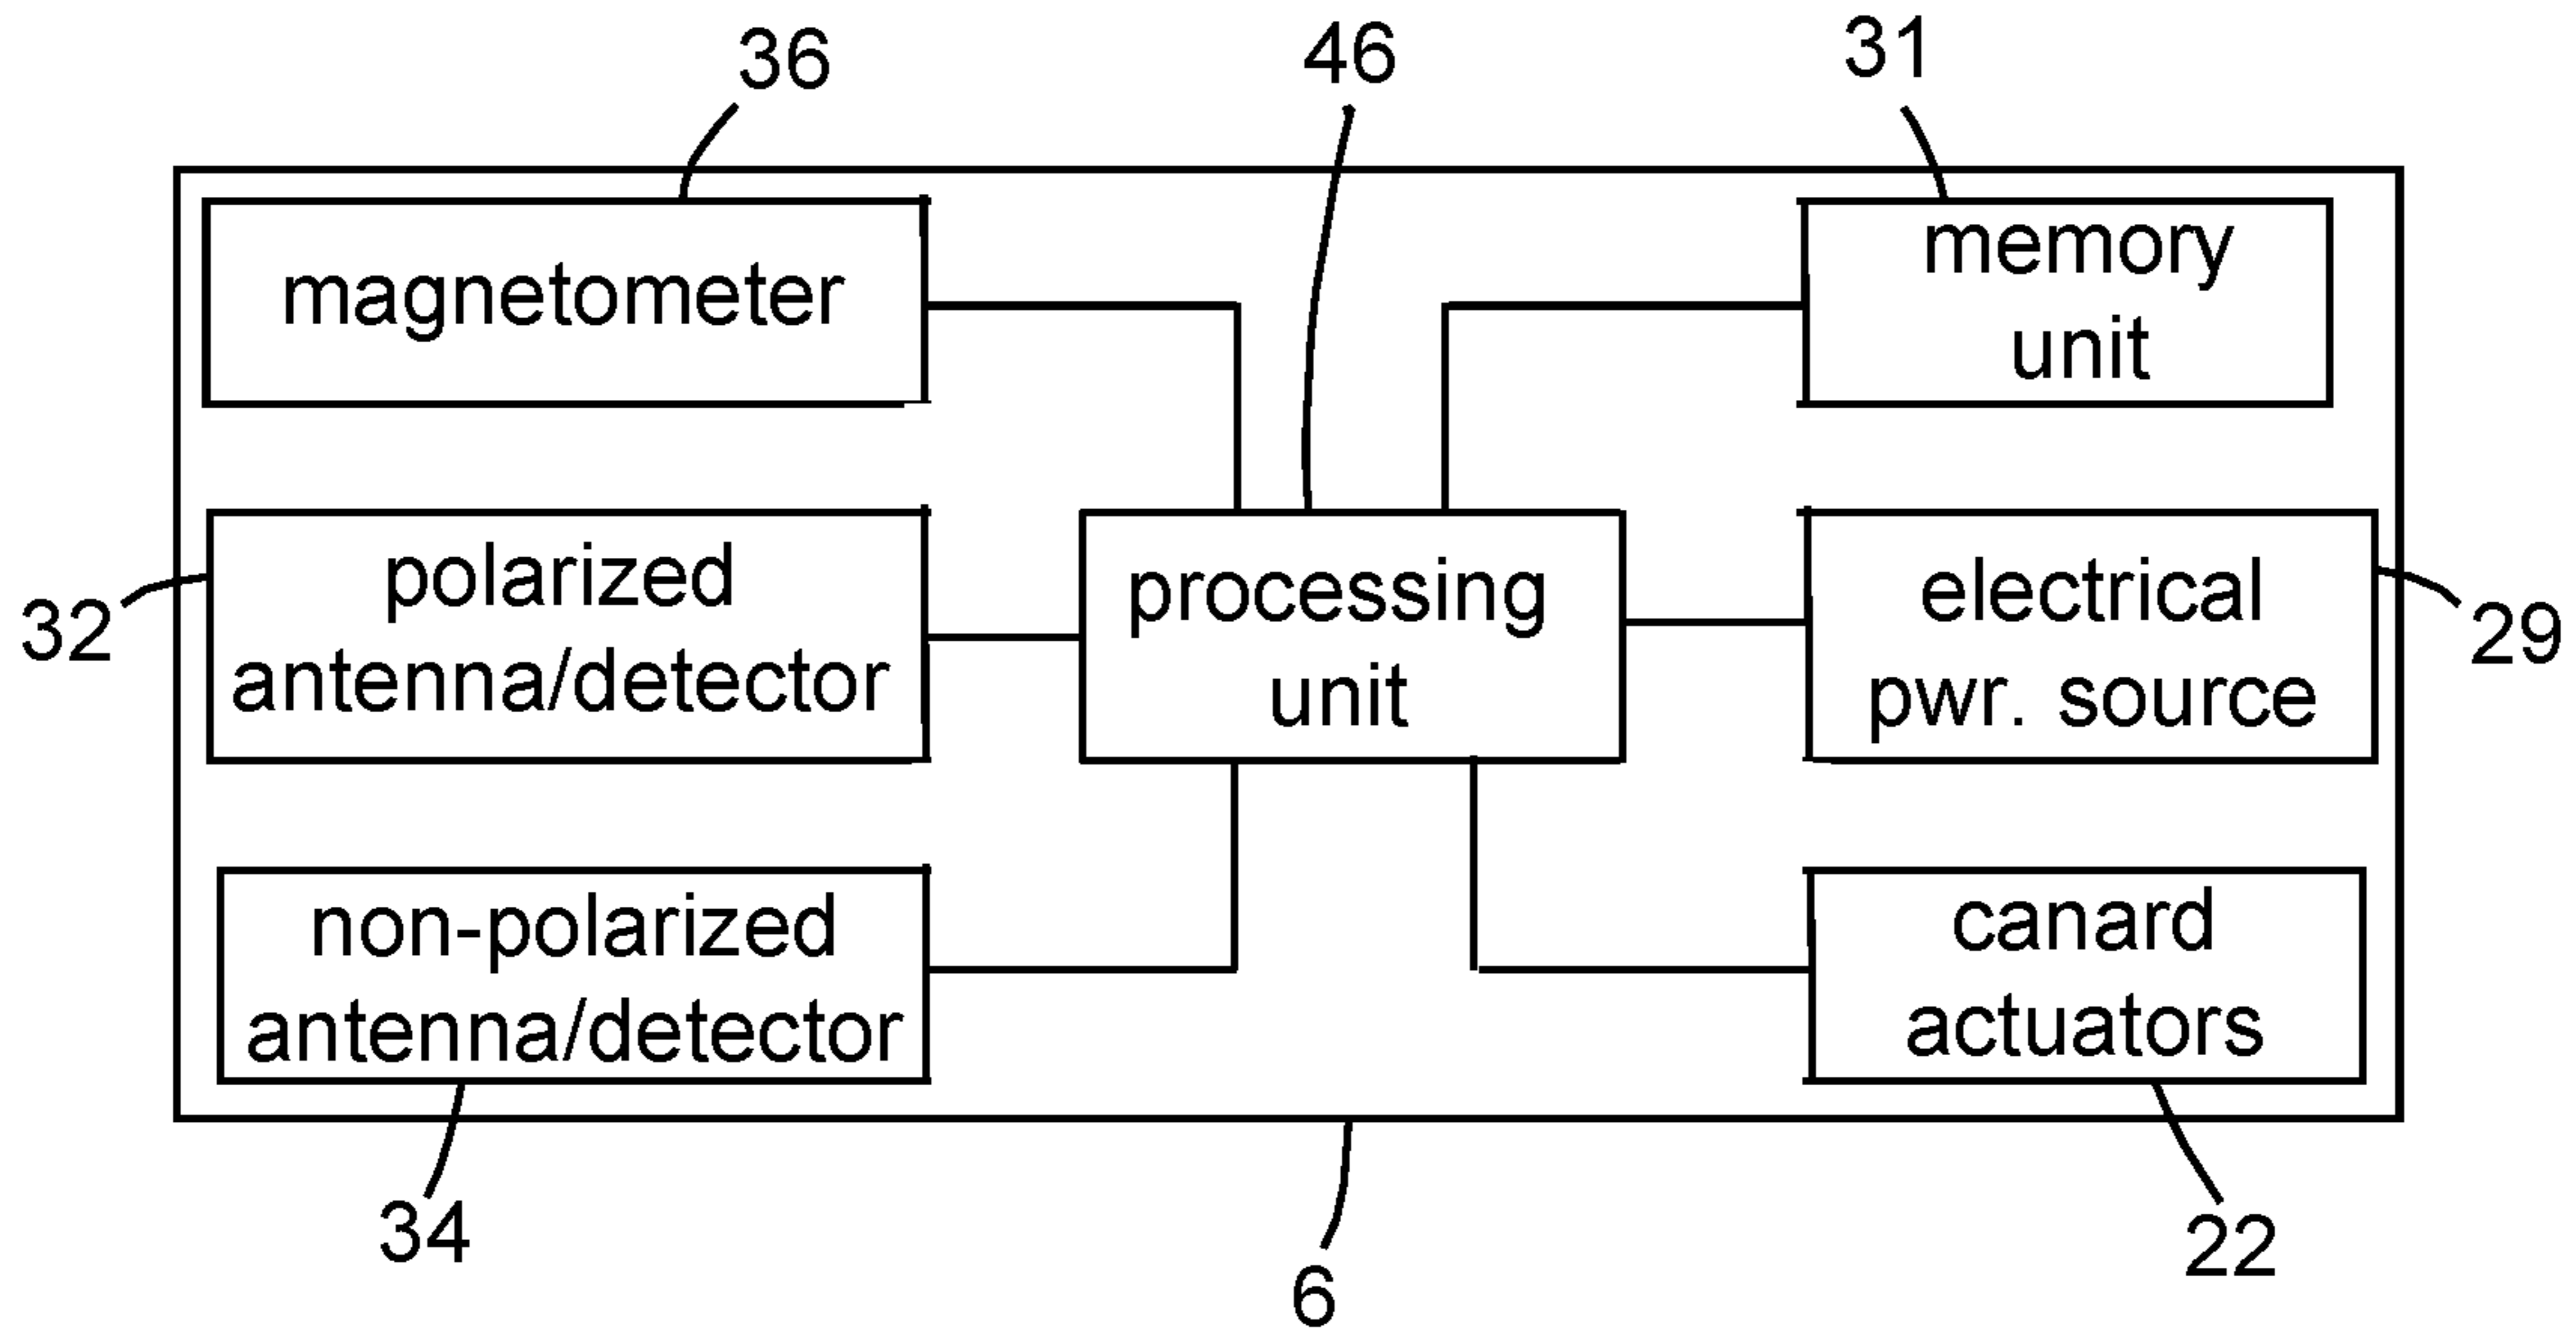 36
46
31
magnetometer
memory
unit
32
polarized
antenna/detector
processing
unit
electrical
pwr. source
29
non-polarized
antenna/detector
canard
actuators
34
6
22